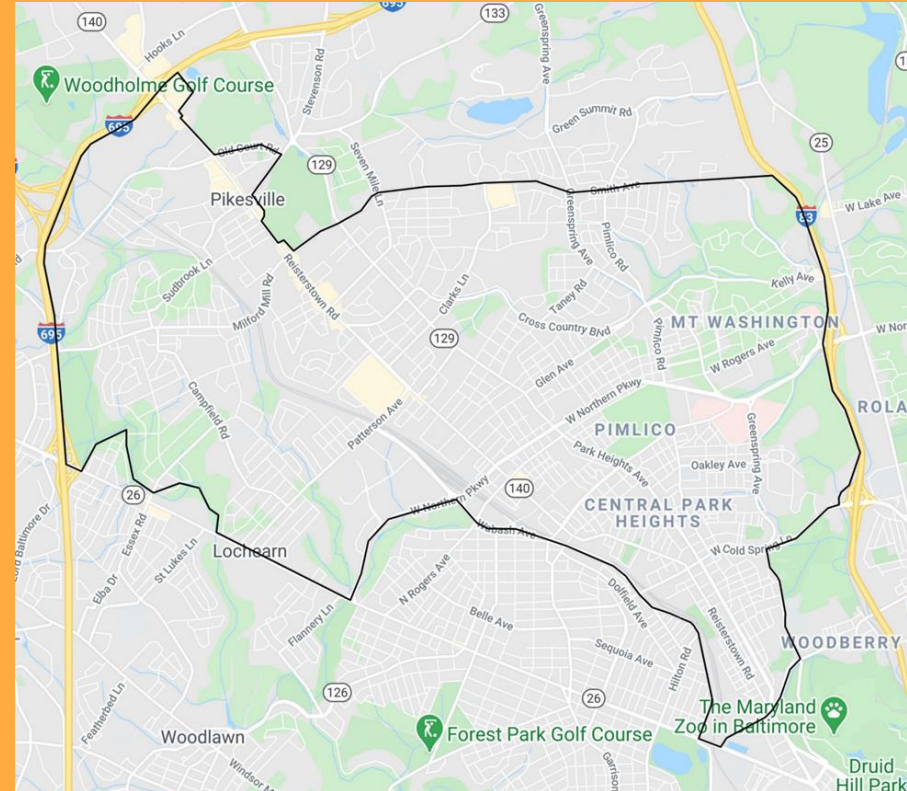 695
140
133
Hooks Ln
Stevenson Rd
Greenspring Ave
Woodholme Golf Course
Green Summit Rd
695
25
Old Court Rd
129
Seven Mile Ln
Pikesville
Smith Ave
W Lake Ave
83
Greenspring Ave
Pimlico Rd
Sudbrook Ln
Reisterstown Rd
Clarks Ln
Taney Rd
Kelly Ave
Milford Mill Rd
Cross Country Blvd
Pimlico Rd
MT WASHINGTON
695
129
W Rogers Ave
W Nor
Glen Ave
Campfield Rd
W Northern Pkwy
ROLA
Patterson Ave
PIMLICO
Greenspring Ave
Park Heights Ave
Oakley Ave
26
W Northern Pkwy
140
Lord Baltimore Dr
Essex Rd
CENTRAL PARK
HEIGHTS
Wabash Ave
St Lukes Ln
Lochearn
W Cold Spring Ln
Elba Dr
N Rogers Ave
Dolfield Ave
Flannery Ln
Belle Ave
Reisterstown Rd
WOODBERRY
Sequoia Ave
Hilton Rd
126
26
Featherbed Ln
The Maryland
Zoo in Baltimore
Woodlawn
Forest Park Golf Course
Windsor M
Garrison
Druid
Hill Park